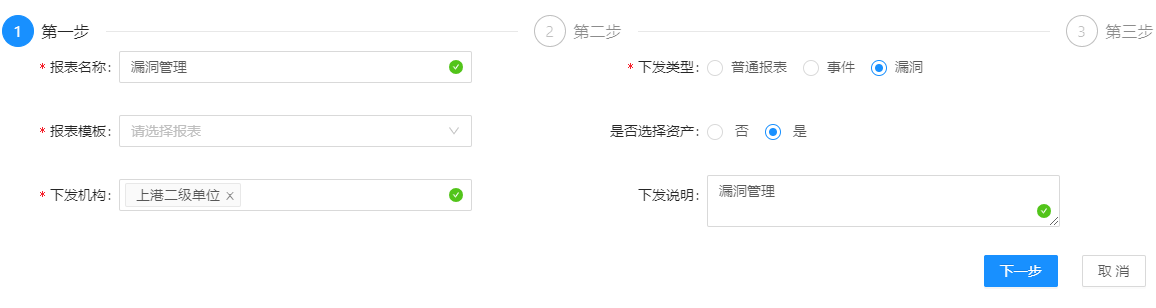 1 第一步 2 第二步 3 第三步
* 报表名称: 漏洞管理 * 下发类型: 普通报表 事件 漏洞
* 报表模板: 请选择报表 是否选择资产: 否 是
* 下发机构: 上港二级单位 x 下发说明: 漏洞管理
下一步 取 消